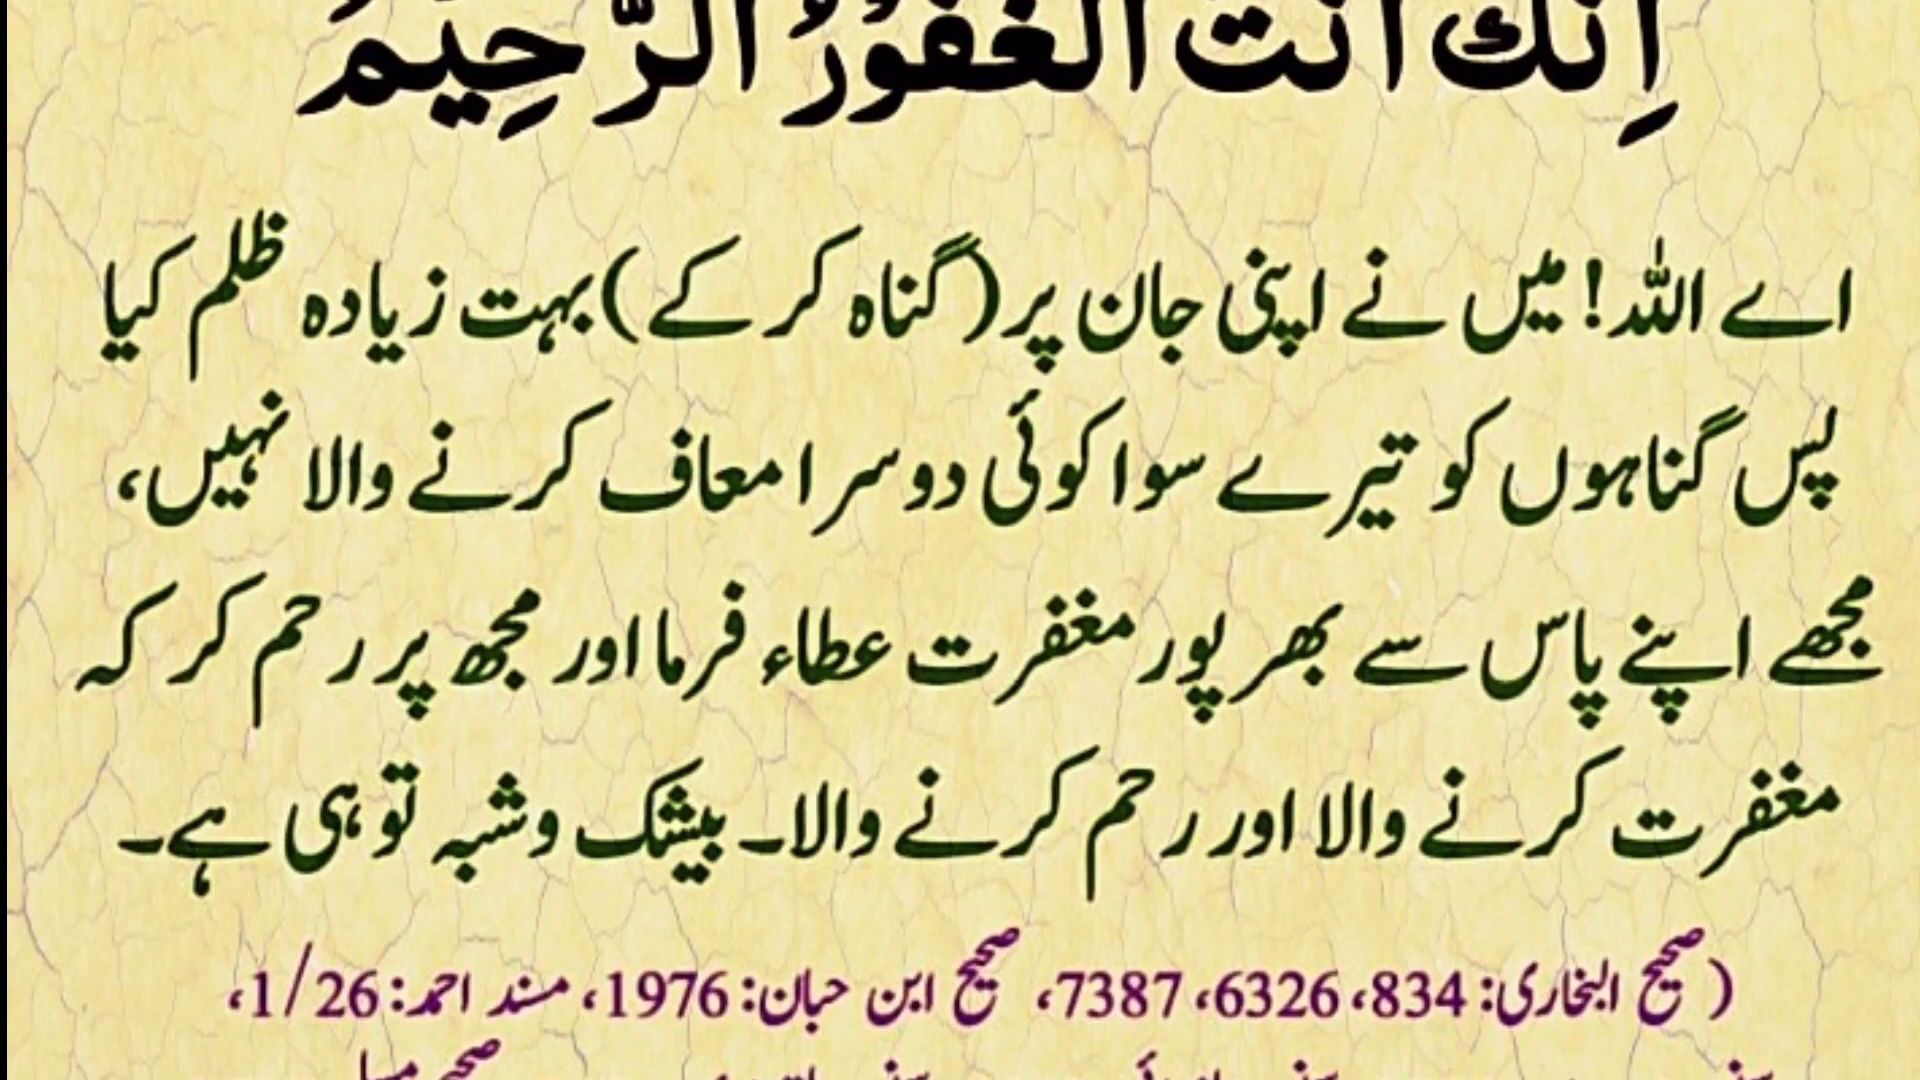 اِنَّكَ اَنْتَ الْغَفُوْرُ الرَّحِيْمُ
اے اللہ! میں نے اپنی جان پر (گناہ کر کے) بہت زیادہ ظلم کیا
پس گناہوں کو تیرے سوا کوئی دوسرا معاف کرنے والا نہیں،
مجھے اپنے پاس سے بھرپور مغفرت عطاء فرما اور مجھ پر رحم کر کہ
مغفرت کرنے والا اور رحم کرنے والا۔ بیشک و شبہ تو ہی ہے۔
(صحیح البخاری: 834، 6326، 7387، صحیح ابن حبان: 1976، مسند احمد: 1/26،